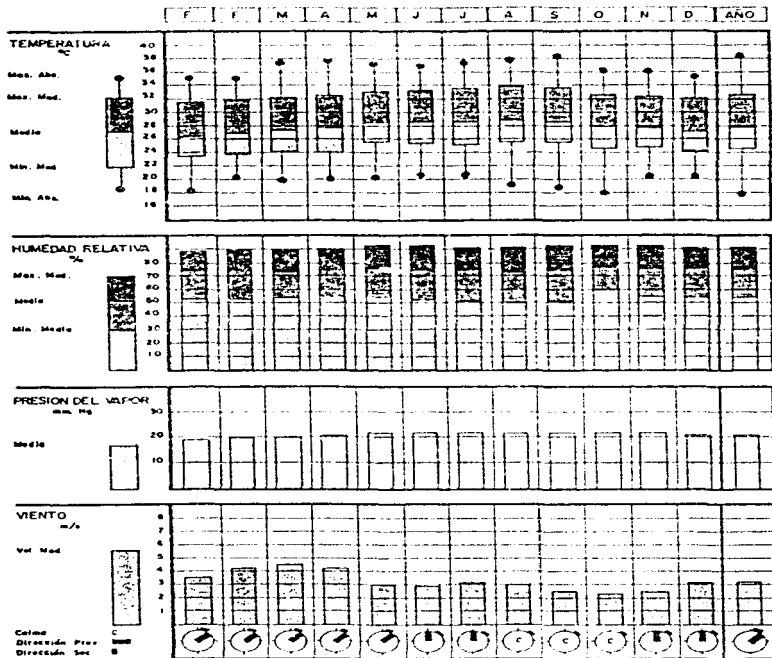 E F M A M J J A S O N D AÑO
TEMPERATURA
°C
Max. Abs.
Max. Med.
Media
Min. Med
Min. Abs.
40
38
36
34
32
30
28
26
24
22
20
18
16
HUMEDAD RELATIVA
%
Max. Med.
Media
Min. Media
90
70
60
50
40
30
20
10
PRESION DEL VAPOR
mm. Hg
Media
30
20
10
VIENTO
m/s
Vel. Med.
8
7
6
5
4
3
2
1
Calma C
Dirección Prev
Dirección Sec
C C C